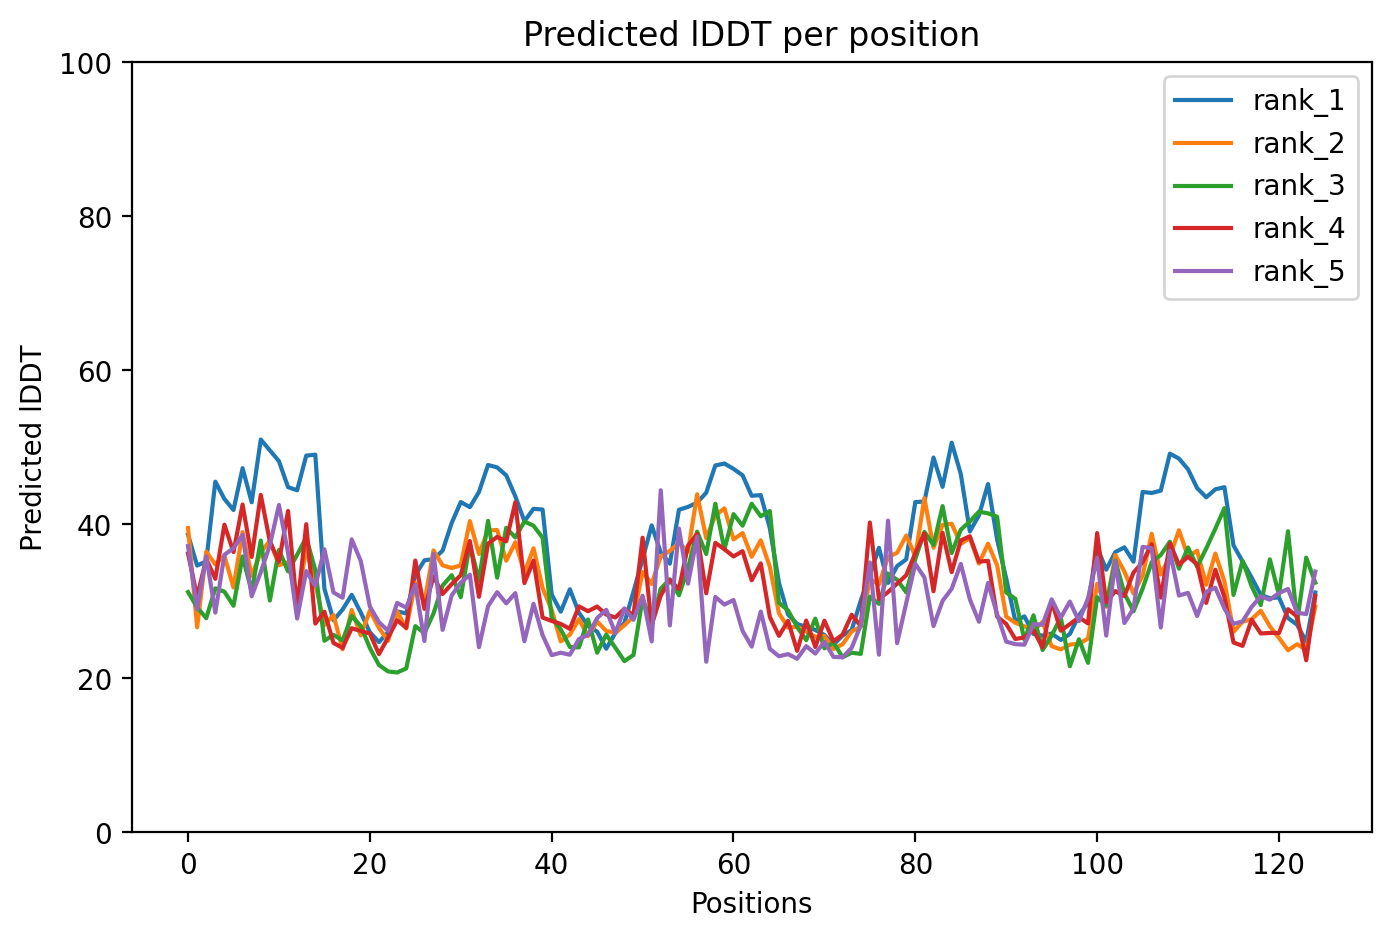 Predicted lDDT per position
100
80
60
40
20
0
Predicted lDDT
0 20 40 60 80 100 120
Positions
rank_1
rank_2
rank_3
rank_4
rank_5